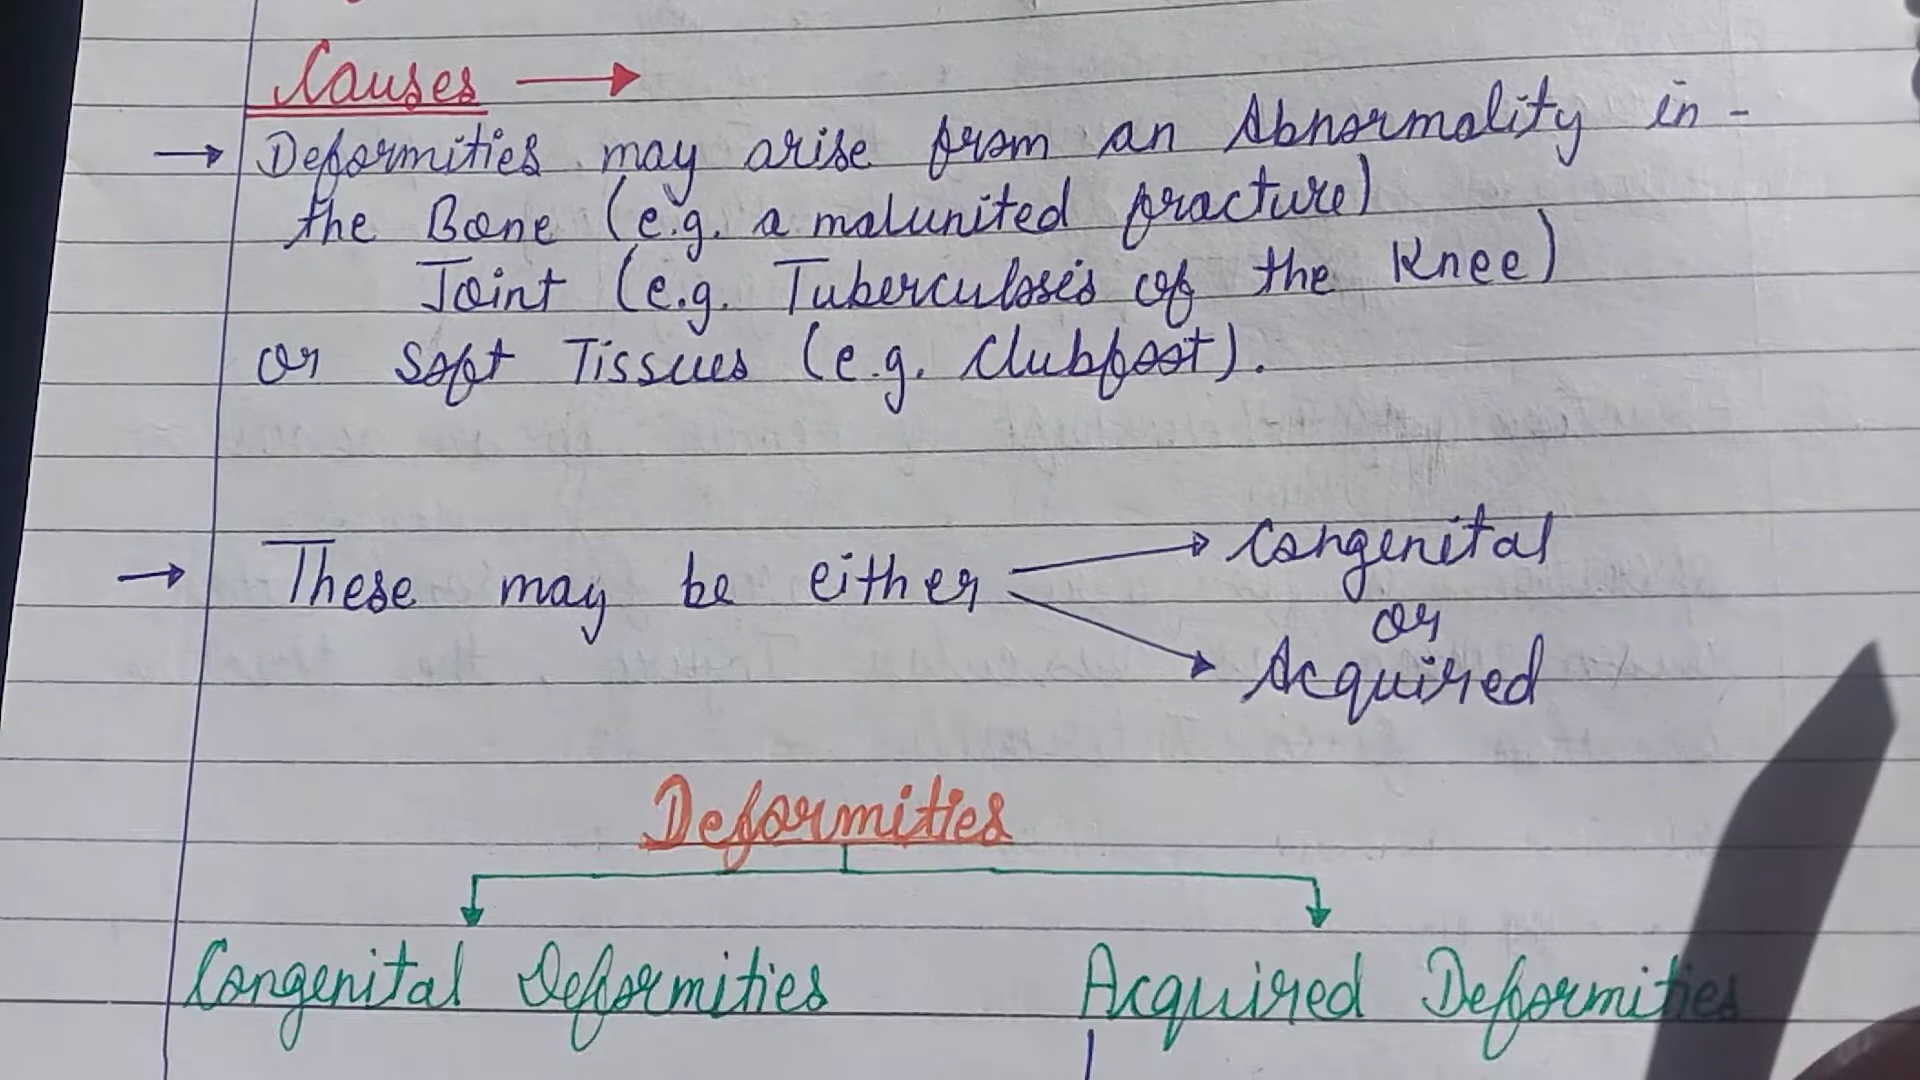 Causes →
→ Deformities may arise from an Abnormality in -
the Bone (e.g. a malunited fracture)
Joint (e.g. Tuberculosis of the Knee)
or Soft Tissues (e.g. Clubfoot).
→ These may be either → Congenital
or
→ Acquired
Deformities
Congenital Deformities Acquired Deformities